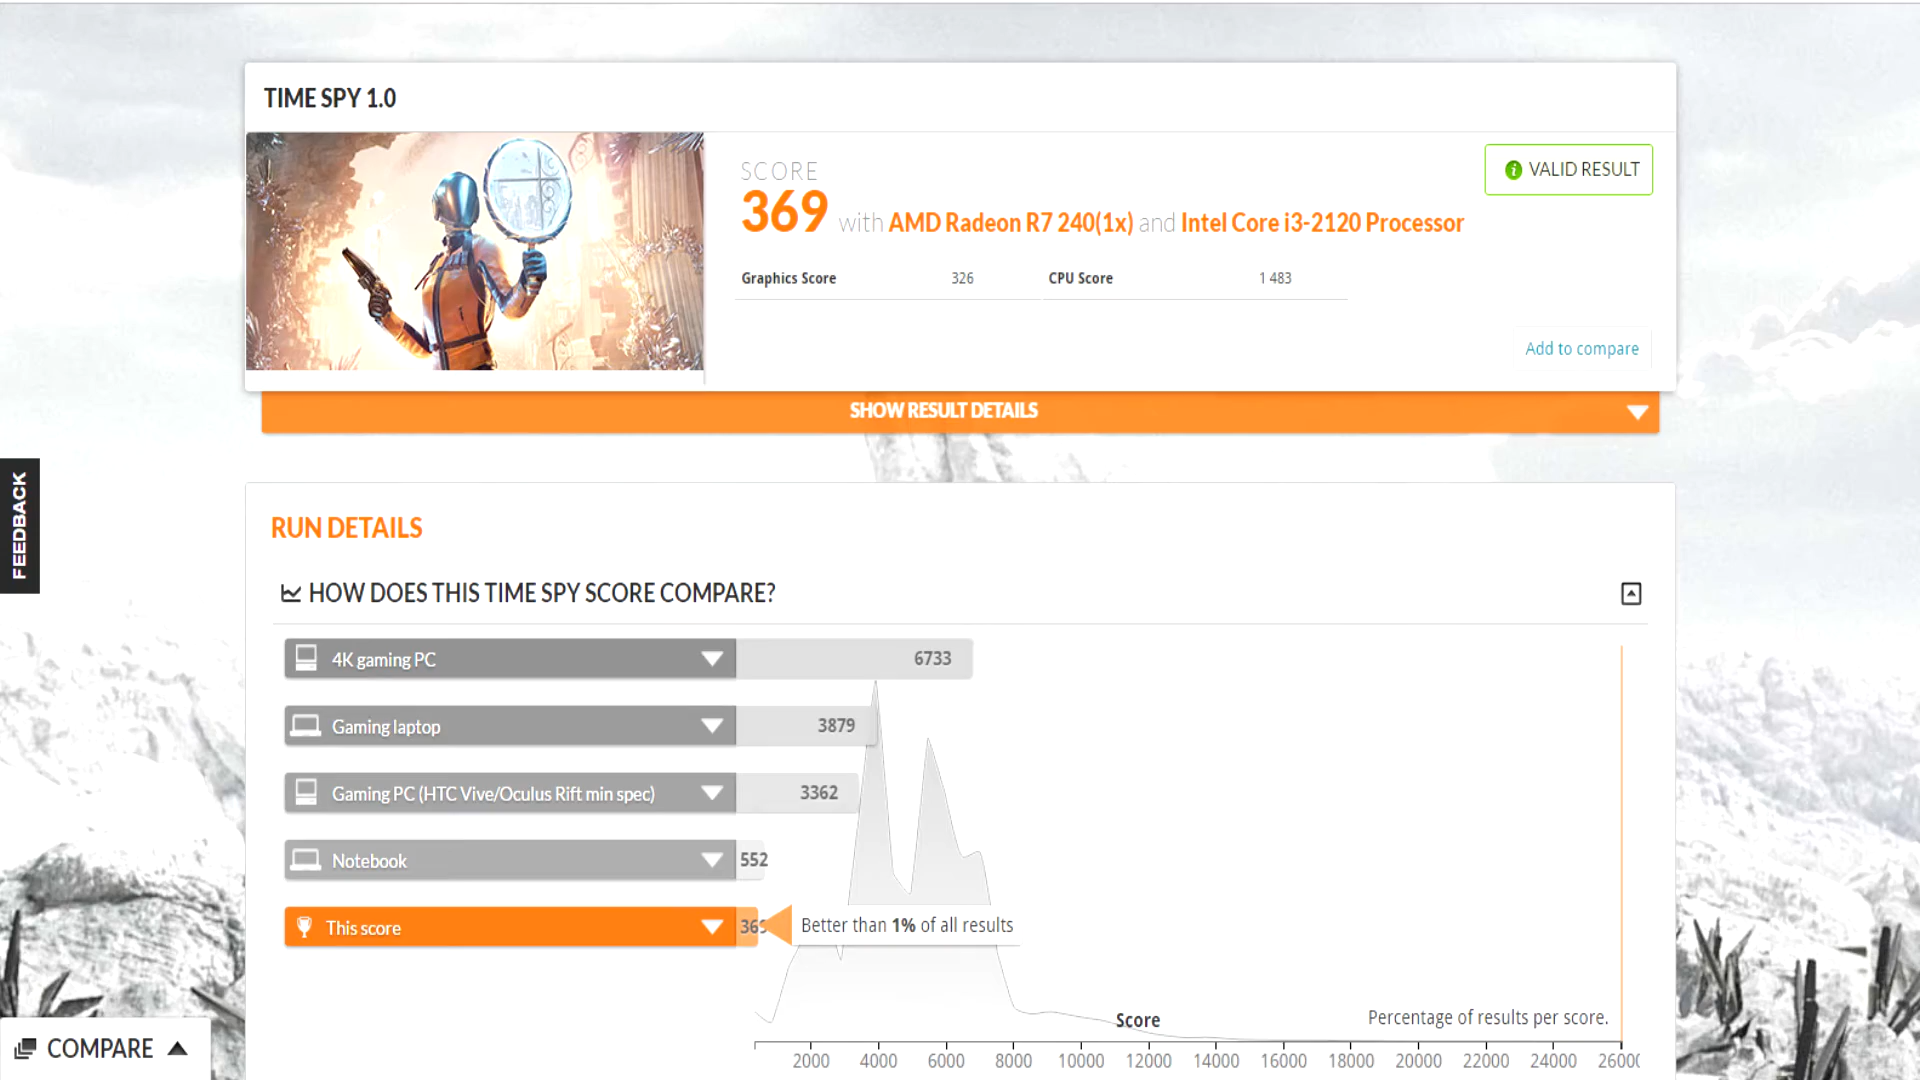 TIME SPY 1.0
SCORE
VALID RESULT
369 with AMD Radeon R7 240(1x) and Intel Core i3-2120 Processor
Graphics Score 326 CPU Score 1 483
Add to compare
SHOW RESULT DETAILS
FEEDBACK
RUN DETAILS
HOW DOES THIS TIME SPY SCORE COMPARE?
4K gaming PC 6733
Gaming laptop 3879
Gaming PC (HTC Vive/Oculus Rift min spec) 3362
Notebook 552
This score 369 Better than 1% of all results
Score
Percentage of results per score.
COMPARE
2000 4000 6000 8000 10000 12000 14000 16000 18000 20000 22000 24000 26000